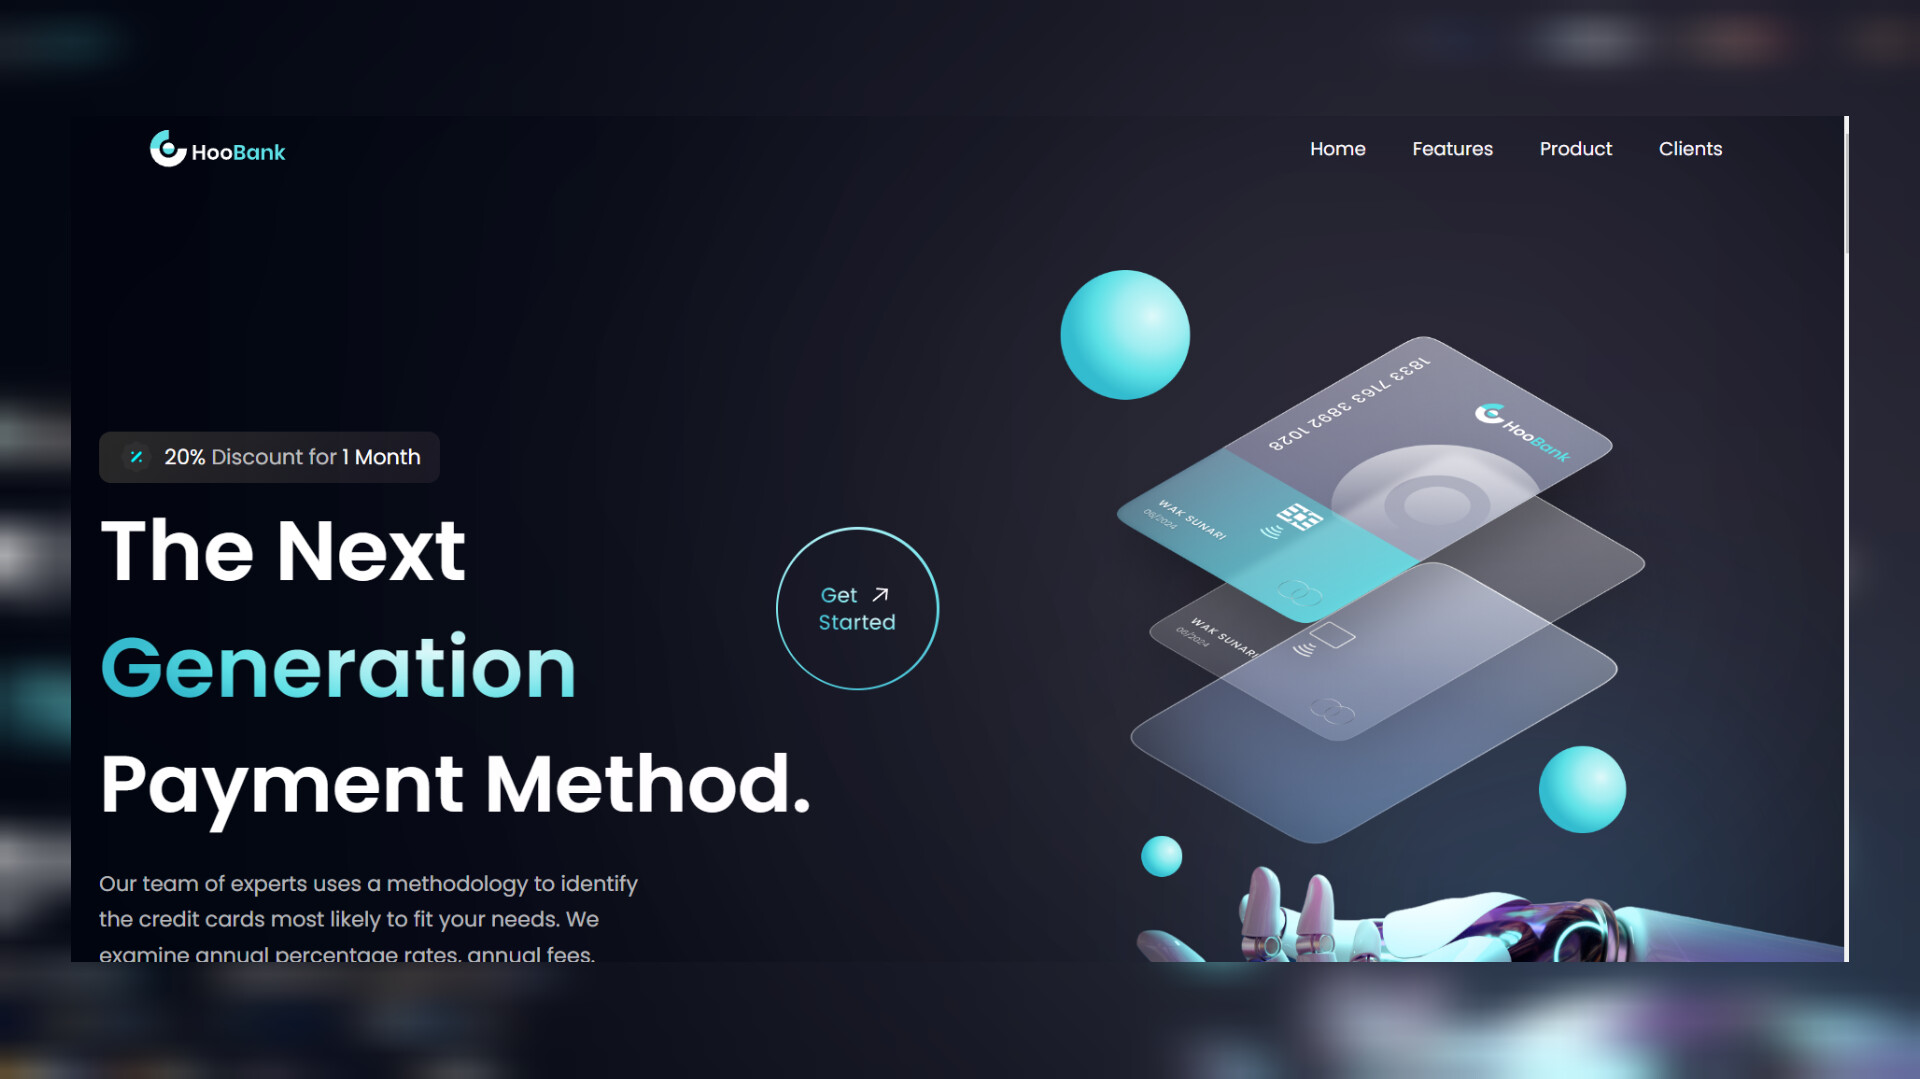 HooBank
Home Features Product Clients
20% Discount for 1 Month
The Next
Generation
Payment Method.
Get
Started
Our team of experts uses a methodology to identify
the credit cards most likely to fit your needs. We
examine annual percentage rates, annual fees.
1833 7163 3892 1028
HooBank
WAK SUNARI
06/2024
WAK SUNARI
06/2024